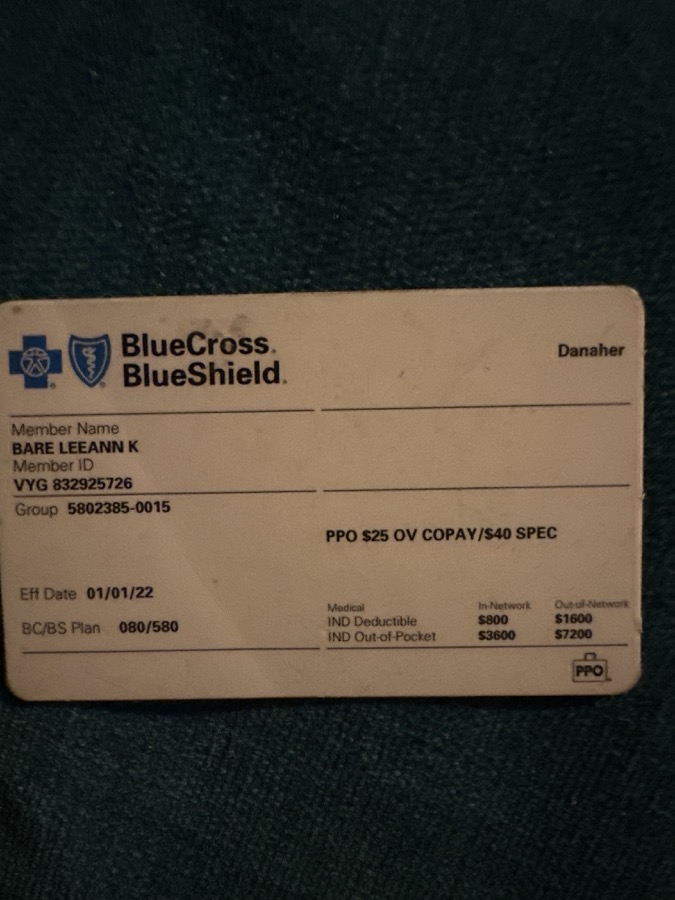 BlueCross.
BlueShield.
Danaher
Member Name
BARE LEEANN K
Member ID
VYG 832925726
Group 5802385-0015
PPO $25 OV COPAY/$40 SPEC
Eff Date 01/01/22
BC/BS Plan 080/580
Medical In-Network Out-of-Network
IND Deductible $800 $1600
IND Out-of-Pocket $3600 $7200
PPO